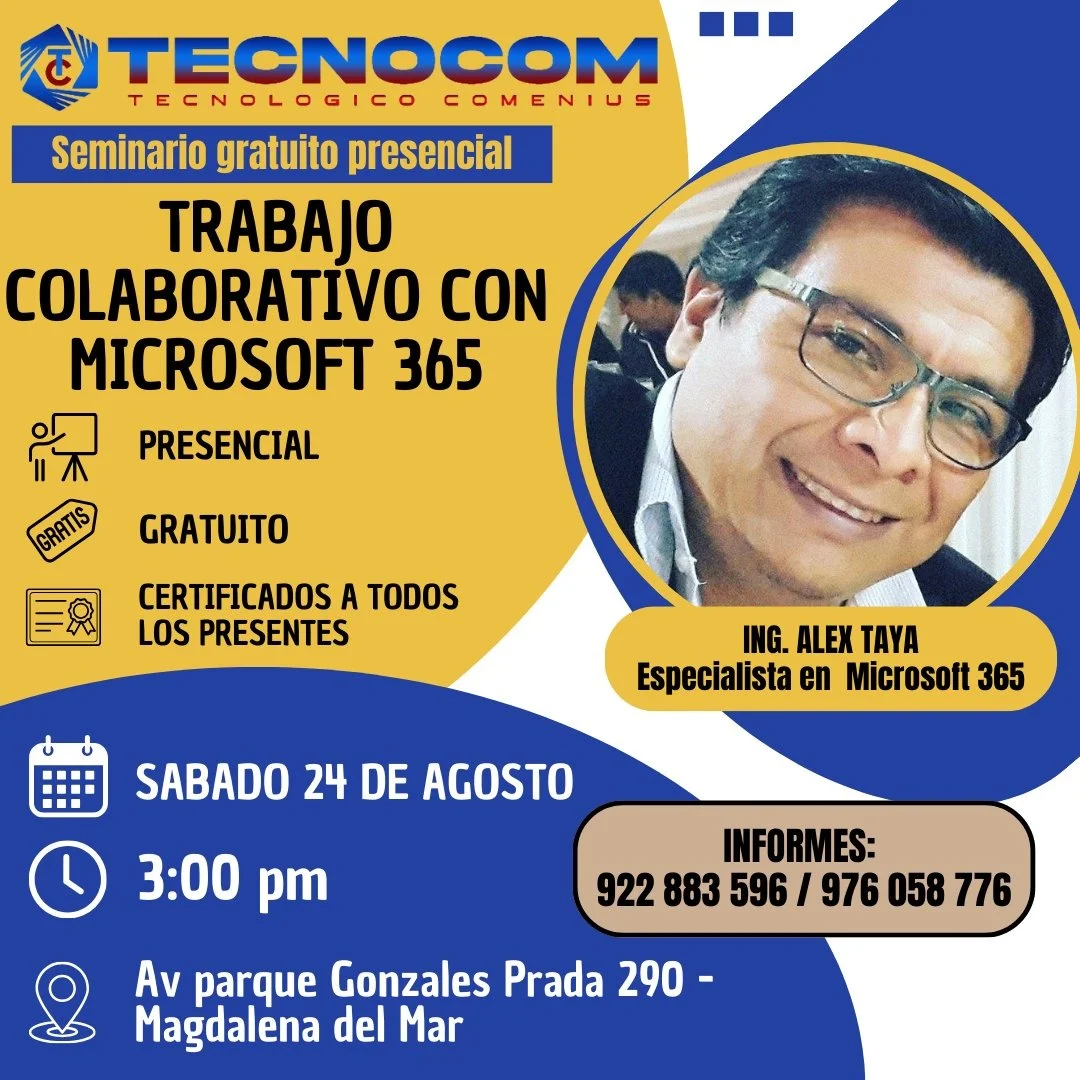 TECNOCOM
TECNOLOGICO COMENIUS
Seminario gratuito presencial
TRABAJO
COLABORATIVO CON
MICROSOFT 365
PRESENCIAL
GRATIS
GRATUITO
CERTIFICADOS A TODOS
LOS PRESENTES
ING. ALEX TAYA
Especialista en Microsoft 365
SABADO 24 DE AGOSTO
3:00 pm
INFORMES:
922 883 596 / 976 058 776
Av parque Gonzales Prada 290 -
Magdalena del Mar